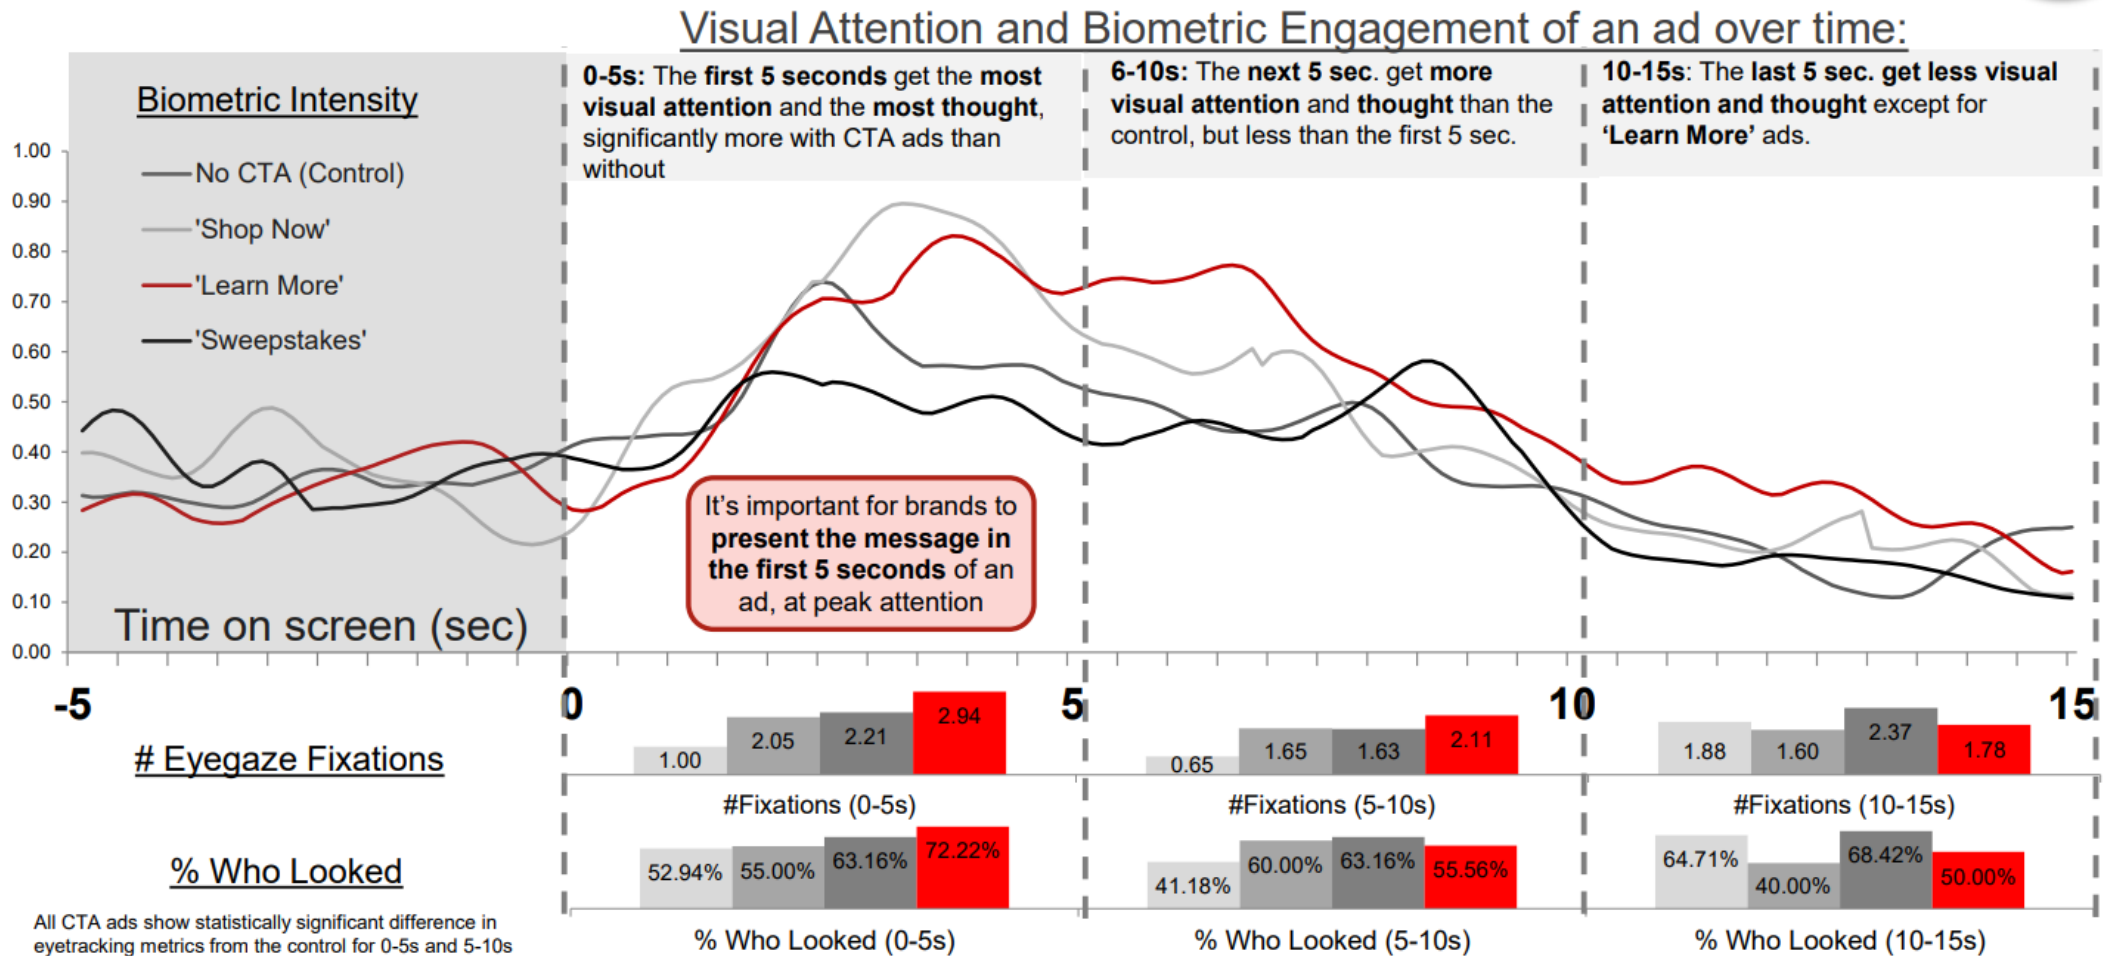 Visual Attention and Biometric Engagement of an ad over time:
Biometric Intensity
No CTA (Control)
'Shop Now'
'Learn More'
'Sweepstakes'
0-5s: The first 5 seconds get the most
visual attention and the most thought,
significantly more with CTA ads than
without
6-10s: The next 5 sec. get more
visual attention and thought than the
control, but less than the first 5 sec.
10-15s: The last 5 sec. get less visual
attention and thought except for
‘Learn More’ ads.
1.00
0.90
0.80
0.70
0.60
0.50
0.40
0.30
0.20
0.10
0.00
It’s important for brands to
present the message in
the first 5 seconds of an
ad, at peak attention
Time on screen (sec)
-5 0 5 10 15
# Eyegaze Fixations
1.00 2.05 2.21 2.94
#Fixations (0-5s)
0.65 1.65 1.63 2.11
#Fixations (5-10s)
1.88 1.60 2.37 1.78
#Fixations (10-15s)
% Who Looked
52.94% 55.00% 63.16% 72.22%
% Who Looked (0-5s)
41.18% 60.00% 63.16% 55.56%
% Who Looked (5-10s)
64.71% 40.00% 68.42% 50.00%
% Who Looked (10-15s)
All CTA ads show statistically significant difference in
eyetracking metrics from the control for 0-5s and 5-10s